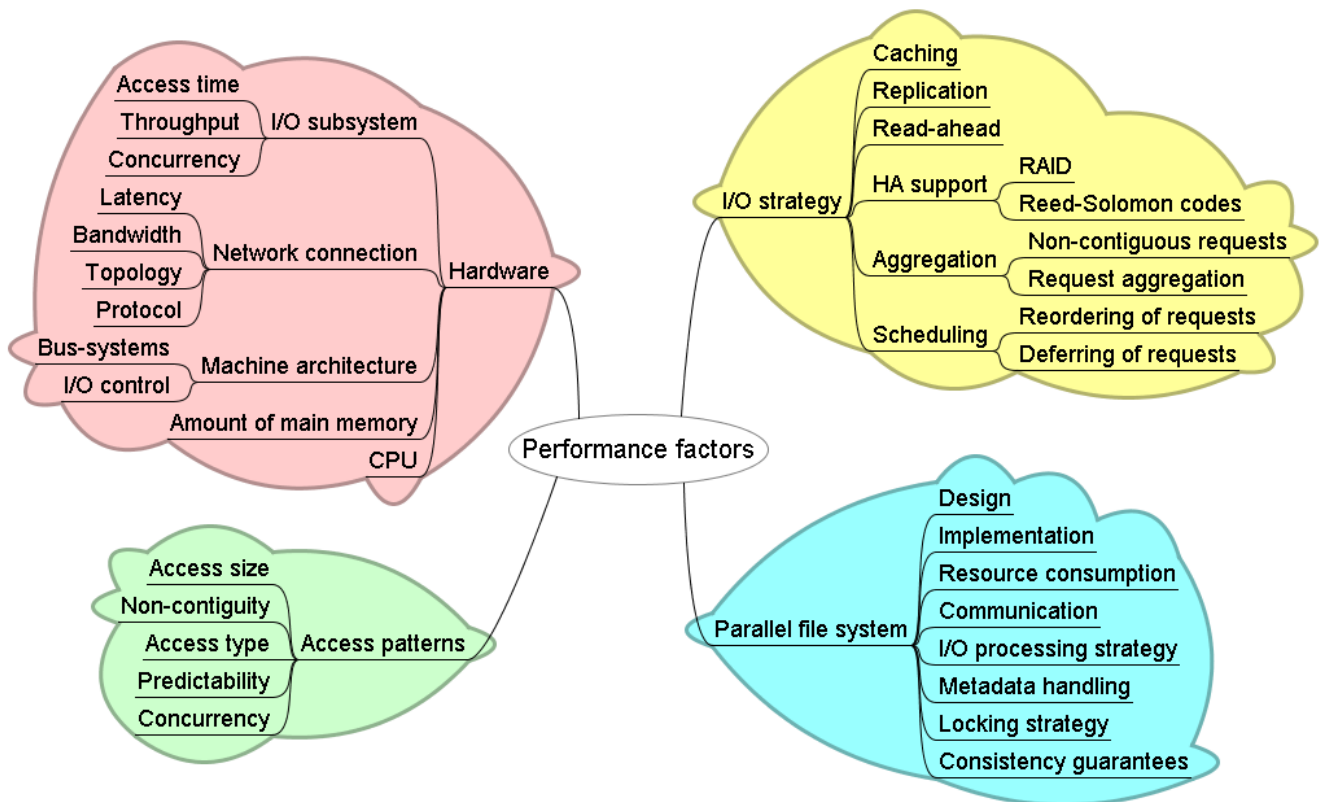 Performance factors
Hardware
I/O subsystem
Access time
Throughput
Concurrency
Network connection
Latency
Bandwidth
Topology
Protocol
Machine architecture
Bus-systems
I/O control
Amount of main memory
CPU
Access patterns
Access size
Non-contiguity
Access type
Predictability
Concurrency
I/O strategy
Caching
Replication
Read-ahead
HA support
RAID
Reed-Solomon codes
Aggregation
Non-contiguous requests
Request aggregation
Scheduling
Reordering of requests
Deferring of requests
Parallel file system
Design
Implementation
Resource consumption
Communication
I/O processing strategy
Metadata handling
Locking strategy
Consistency guarantees